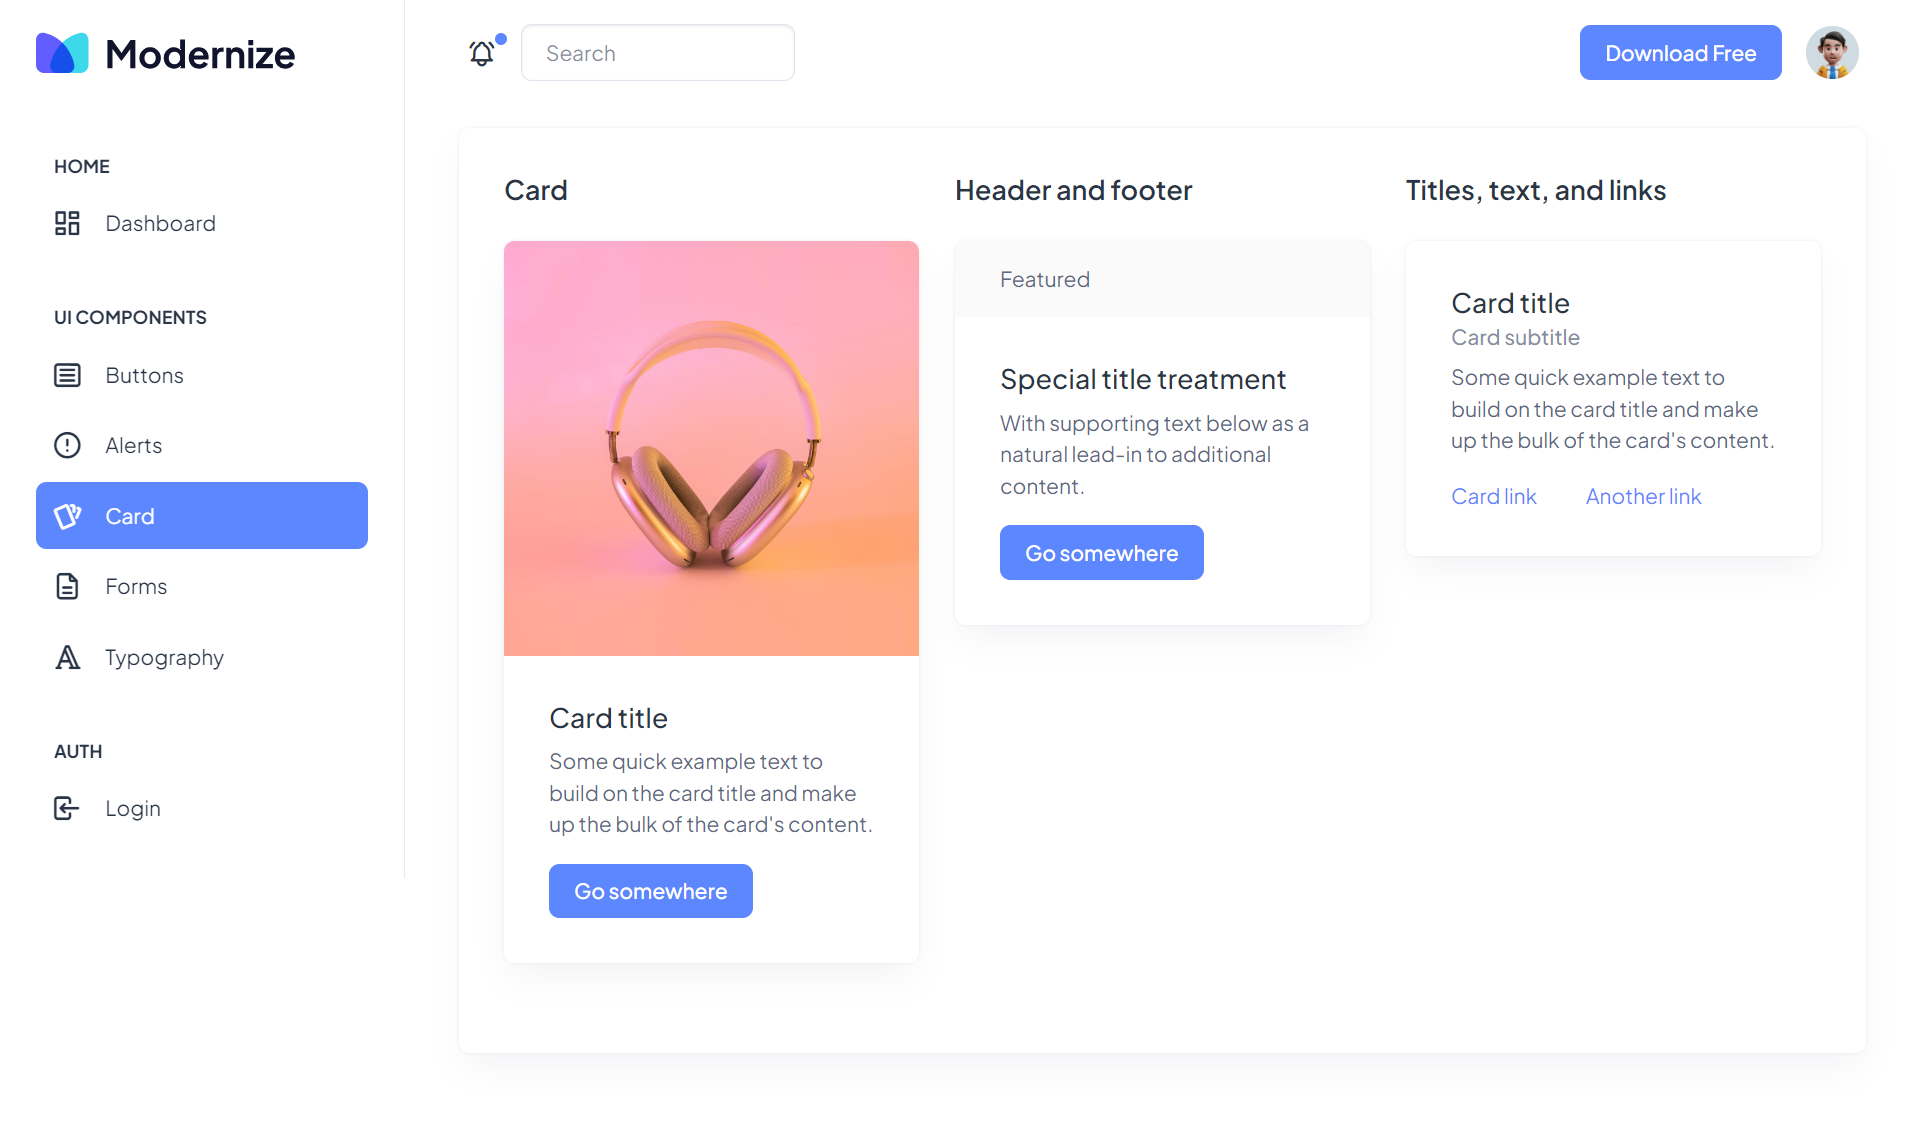 Modernize
HOME
Dashboard
UI COMPONENTS
Buttons
Alerts
Card
Forms
Typography
AUTH
Login
Search
Download Free
Card
Card title
Some quick example text to
build on the card title and make
up the bulk of the card's content.
Go somewhere
Header and footer
Featured
Special title treatment
With supporting text below as a
natural lead-in to additional
content.
Go somewhere
Titles, text, and links
Card title
Card subtitle
Some quick example text to
build on the card title and make
up the bulk of the card's content.
Card link
Another link